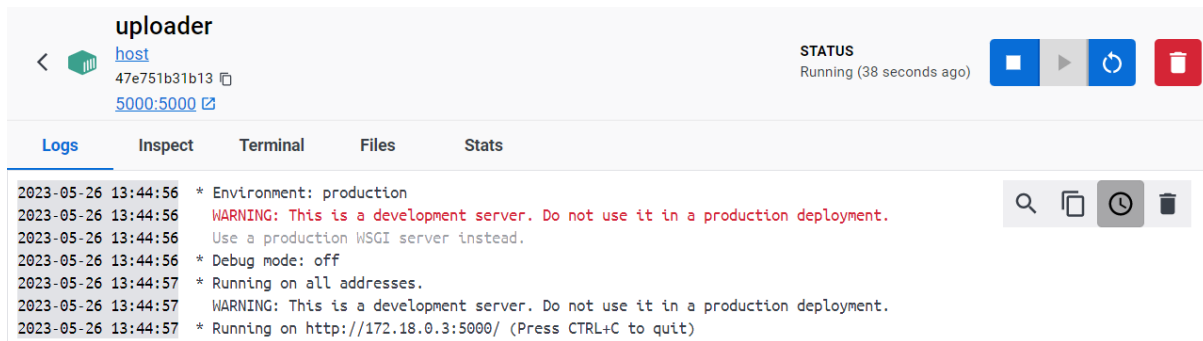 uploader
host
47e751b31b13
5000:5000
STATUS
Running (38 seconds ago)
Logs Inspect Terminal Files Stats
2023-05-26 13:44:56 * Environment: production
2023-05-26 13:44:56 WARNING: This is a development server. Do not use it in a production deployment.
2023-05-26 13:44:56 Use a production WSGI server instead.
2023-05-26 13:44:56 * Debug mode: off
2023-05-26 13:44:57 * Running on all addresses.
2023-05-26 13:44:57 WARNING: This is a development server. Do not use it in a production deployment.
2023-05-26 13:44:57 * Running on http://172.18.0.3:5000/ (Press CTRL+C to quit)